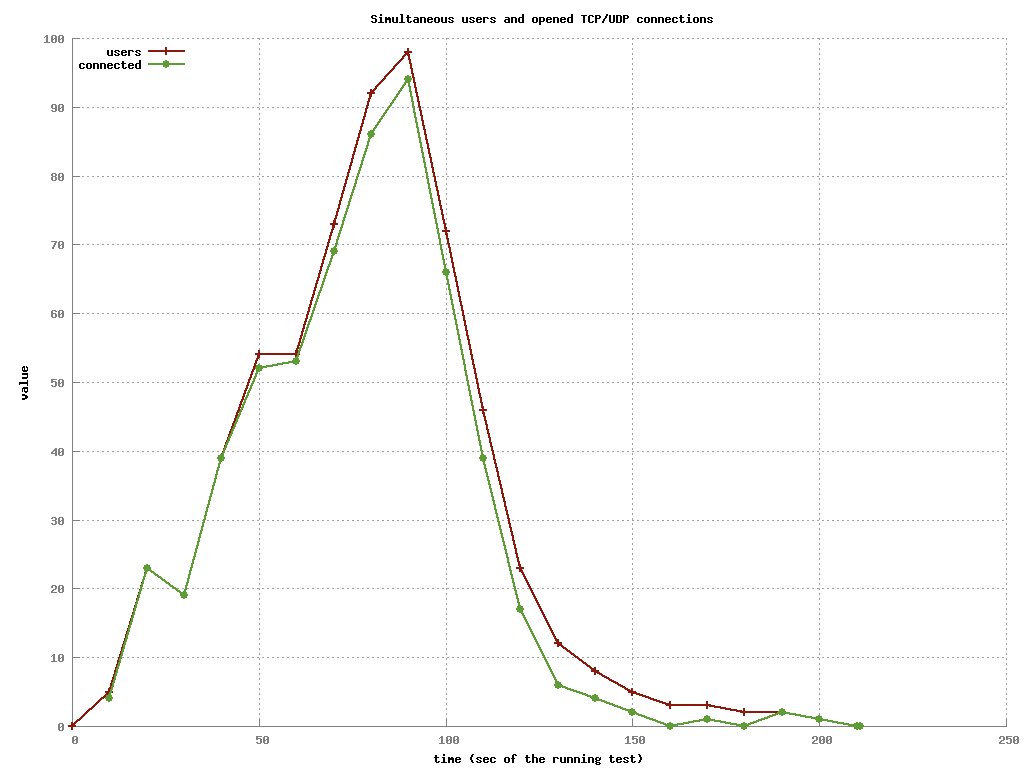 Simultaneous users and opened TCP/UDP connections
users
connected
value
100
90
80
70
60
50
40
30
20
10
0
0 50 100 150 200 250
time (sec of the running test)